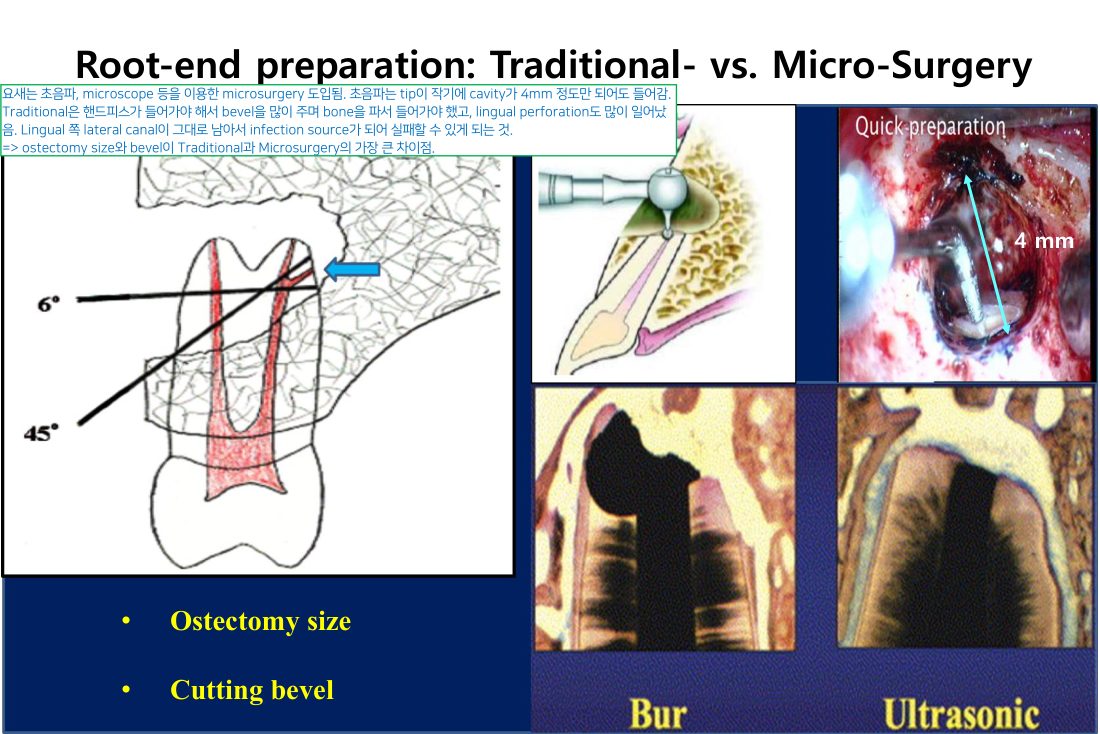 Root-end preparation: Traditional- vs. Micro-Surgery
요새는 초음파, microscope 등을 이용한 microsurgery 도입됨. 초음파는 tip이 작기에 cavity가 4mm 정도만 되어도 들어감.
Traditional은 핸드피스가 들어가야 해서 bevel을 많이 주며 bone을 파서 들어가야 했고, lingual perforation도 많이 일어났
음. Lingual 쪽 lateral canal이 그대로 남아서 infection source가 되어 실패할 수 있게 되는 것.
=> ostectomy size와 bevel이 Traditional과 Microsurgery의 가장 큰 차이점.
Quick-preparation
4 mm
6°
45°
• Ostectomy size
• Cutting bevel
Bur
Ultrasonic